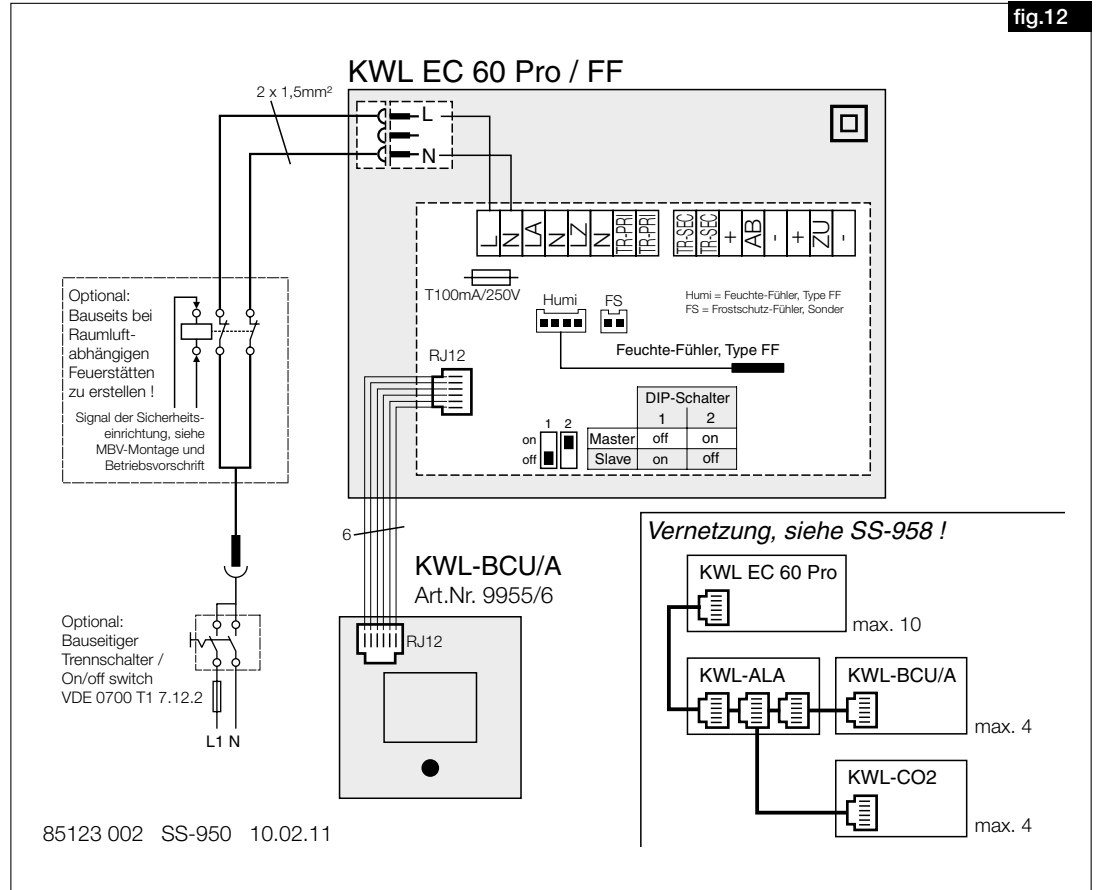 fig.12
KWL EC 60 Pro / FF
2 x 1,5mm²
L
N
L
N
LA
N
LZ
N
TR-PRI
TR-PRI
TR-SEC
TR-SEC
+
AB
-
+
ZU
-
T100mA/250V
Humi
FS
Humi = Feuchte-Fühler, Type FF
FS = Frostschutz-Fühler, Sonder
Feuchte-Fühler, Type FF
RJ12
DIP-Schalter
1 2
1 2
on
off
Master off on
Slave on off
Optional:
Bauseits bei
Raumluft-
abhängigen
Feuerstätten
zu erstellen !
Signal der Sicherheits-
einrichtung, siehe
MBV-Montage und
Betriebsvorschrift
6
KWL-BCU/A
Art.Nr. 9955/6
RJ12
Optional:
Bauseitiger
Trennschalter /
On/off switch
VDE 0700 T1 7.12.2
L1 N
Vernetzung, siehe SS-958 !
KWL EC 60 Pro
max. 10
KWL-ALA
KWL-BCU/A
max. 4
KWL-CO2
max. 4
85123 002 SS-950 10.02.11